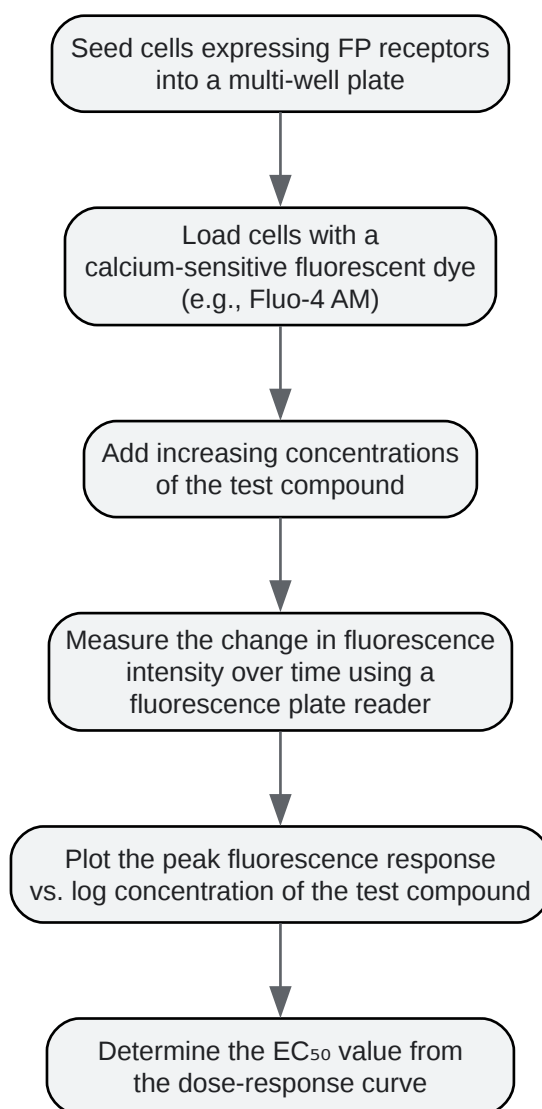 Seed cells expressing FP receptors
into a multi-well plate
Load cells with a
calcium-sensitive fluorescent dye
(e.g., Fluo-4 AM)
Add increasing concentrations
of the test compound
Measure the change in fluorescence
intensity over time using a
fluorescence plate reader
Plot the peak fluorescence response
vs. log concentration of the test compound
Determine the EC₅₀ value from
the dose-response curve